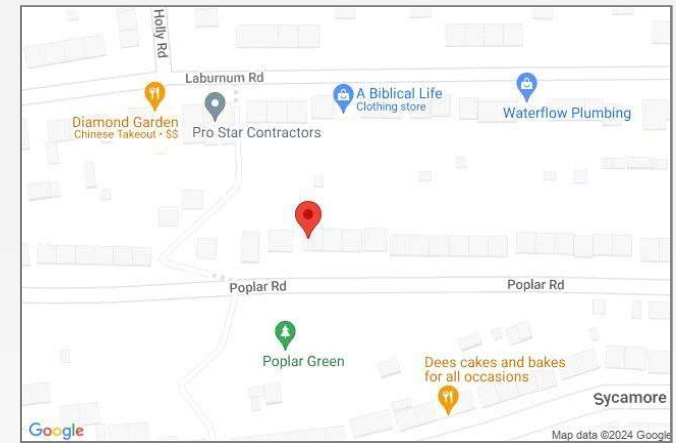 Holly Rd
Laburnum Rd
A Biblical Life
Clothing store
Diamond Garden
Chinese Takeout • $$
Pro Star Contractors
Waterflow Plumbing
Poplar Rd
Poplar Rd
Poplar Green
Dees cakes and bakes
for all occasions
Sycamore
Google
Map data ©2024 Google